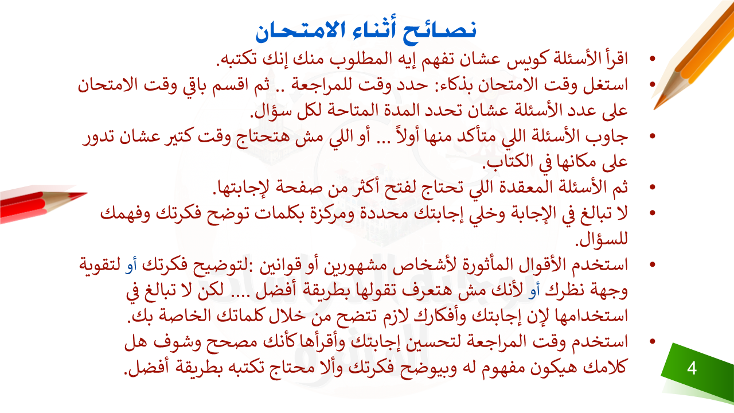 نصائح أثناء الامتحان
• اقرأ الأسئلة كويس عشان تفهم إيه المطلوب منك إنك تكتبه.
• استغل وقت الامتحان بذكاء: حدد وقت للمراجعة .. ثم اقسم باقي وقت الامتحان
على عدد الأسئلة عشان تحدد المدة المتاحة لكل سؤال.
• جاوب الأسئلة اللي متأكد منها أولاً ... أو اللي مش هتحتاج وقت كتير عشان تدور
على مكانها في الكتاب.
• ثم الأسئلة المعقدة اللي تحتاج لفتح أكثر من صفحة لإجابتها.
• لا تبالغ في الإجابة وخلي إجابتك محددة ومركزة بكلمات توضح فكرتك وفهمك
للسؤال.
• استخدم الأقوال المأثورة لأشخاص مشهورين أو قوانين :لتوضيح فكرتك أو لتقوية
وجهة نظرك أو لأنك مش هتعرف تقولها بطريقة أفضل .... لكن لا تبالغ في
استخدامها لإن إجابتك وأفكارك لازم تتضح من خلال كلماتك الخاصة بك.
• استخدم وقت المراجعة لتحسين إجابتك وأقرأها كأنك مصحح وشوف هل
كلامك هيكون مفهوم له وبيوضح فكرتك وألا محتاج تكتبه بطريقة أفضل.
4